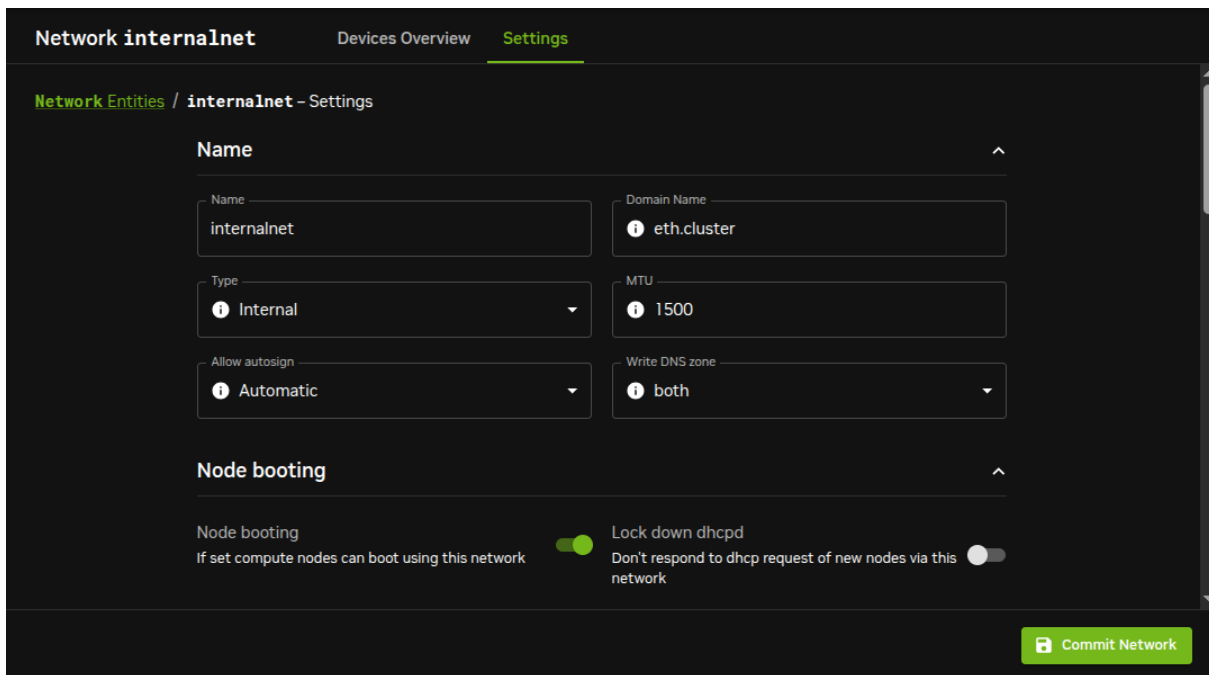 Network internalnet Devices Overview Settings
Network Entities / internalnet – Settings
Name
Name
internalnet
Domain Name
eth.cluster
Type
Internal
MTU
1500
Allow autosign
Automatic
Write DNS zone
both
Node booting
Node booting
If set compute nodes can boot using this network
Lock down dhcpd
Don't respond to dhcp request of new nodes via this
network
Commit Network